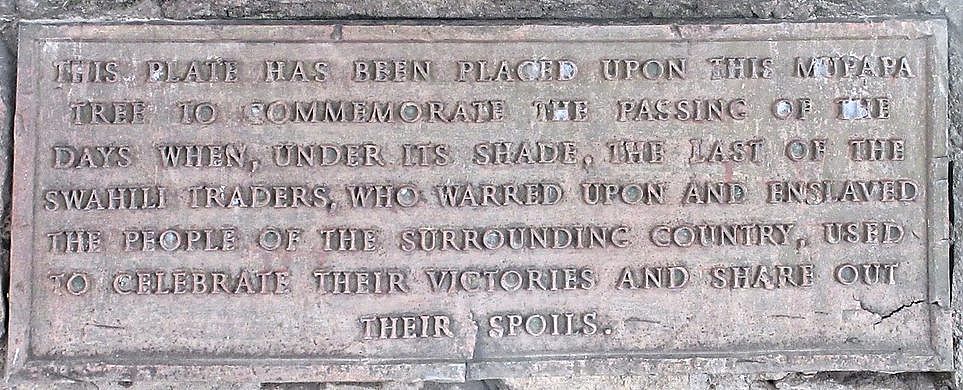 THIS PLATE HAS BEEN PLACED UPON THIS MUPAPA
TREE TO COMMEMORATE THE PASSING OF THE
DAYS WHEN, UNDER ITS SHADE, THE LAST OF THE
SWAHILI TRADERS, WHO WARRED UPON AND ENSLAVED
THE PEOPLE OF THE SURROUNDING COUNTRY, USED
TO CELEBRATE THEIR VICTORIES AND SHARE OUT
THEIR SPOILS.